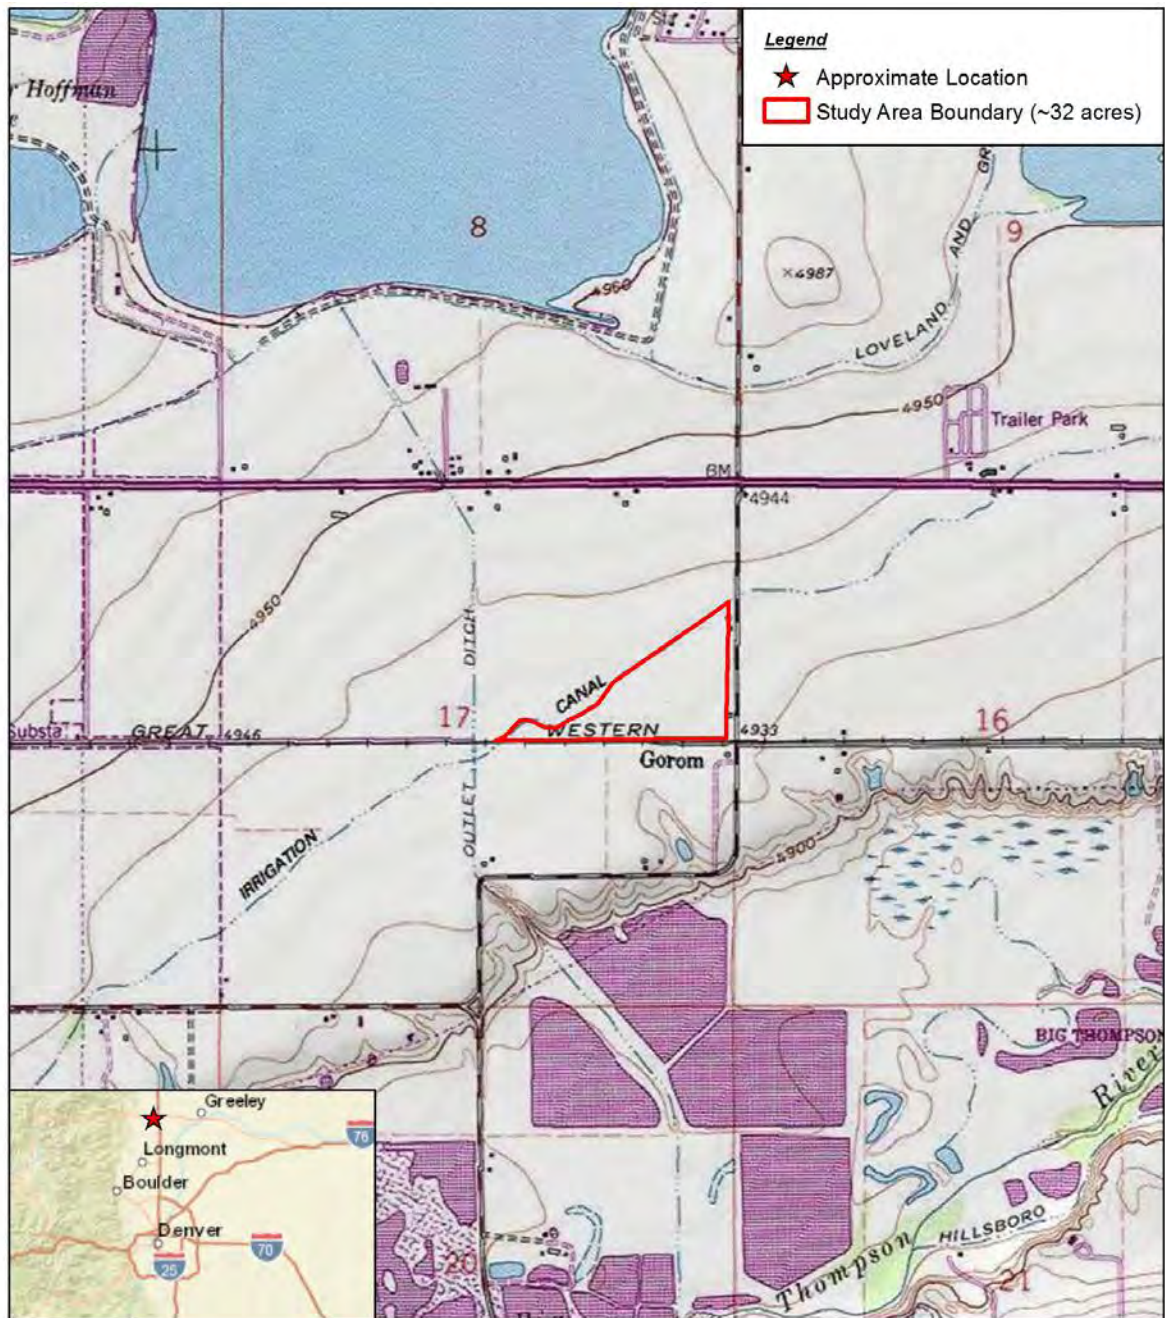 Legend
Approximate Location
Study Area Boundary (~32 acres)
Hoffman
8
9
4960
×4987
LOVELAND AND GR
4950
Trailer Park
BM
4944
4950
OUTLET DITCH
CANAL
17
16
Substa
GREAT
4946
WESTERN
4933
Gorom
IRRIGATION
4900
BIG THOMPSON
River
Greeley
76
Longmont
Boulder
Denver
70
25
20
HILLSBORO
Thompson
21